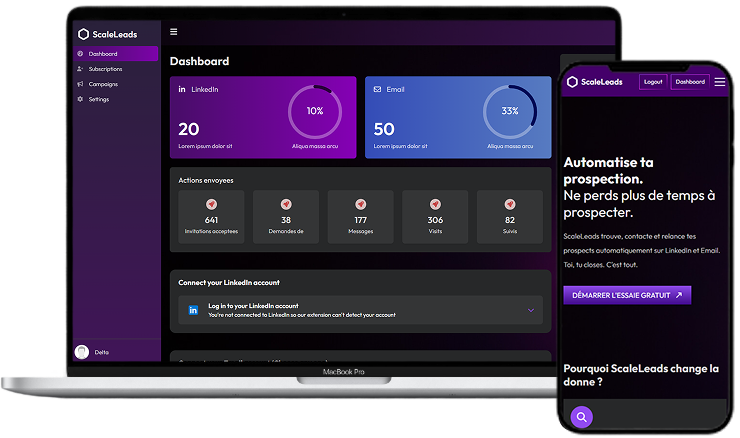 ScaleLeads
Dashboard
Subscriptions
Campaigns
Settings
Delta
Dashboard
in LinkedIn
10%
20
Lorem ipsum dolor sit
Aliqua massa arcu
Email
33%
50
Lorem ipsum dolor sit
Aliqua massa arcu
Actions envoyees
641
Invitations acceptees
38
Demandes de
177
Messages
306
Visits
82
Suivis
Connect your LinkedIn account
in
Log in to your LinkedIn account
You're not connected to LinkedIn so our extension can't detect your account
MacBook Pro
ScaleLeads
Logout
Dashboard
Automatise ta
prospection.
Ne perds plus de temps à
prospecter.
ScaleLeads trouve, contacte et relance tes
prospects automatiquement sur LinkedIn et Email.
Toi, tu closes. C'est tout.
DÉMARRER L'ESSAIE GRATUIT
Pourquoi ScaleLeads change la
donne ?